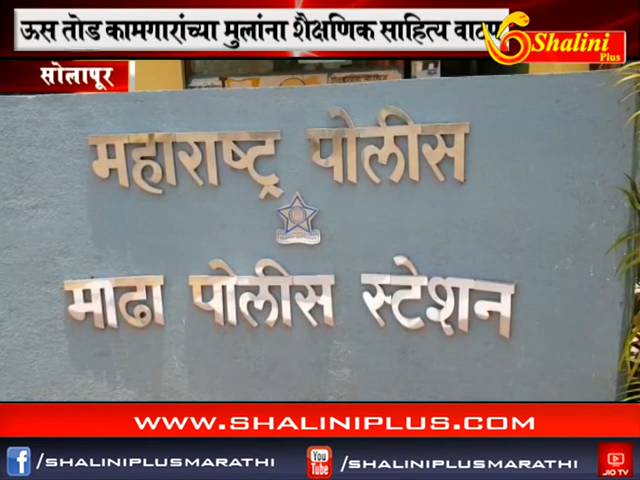 ऊस तोड कामगारांच्या मुलांना शैक्षणिक साहित्य
Shalini
Plus
सोलापूर
महाराष्ट्र पोलीस
माढा पोलीस स्टेशन
WWW.SHALINIPLUS.COM
f /SHALINIPLUSMARATHI You Tube /SHALINIPLUSMARATHI JIO TV